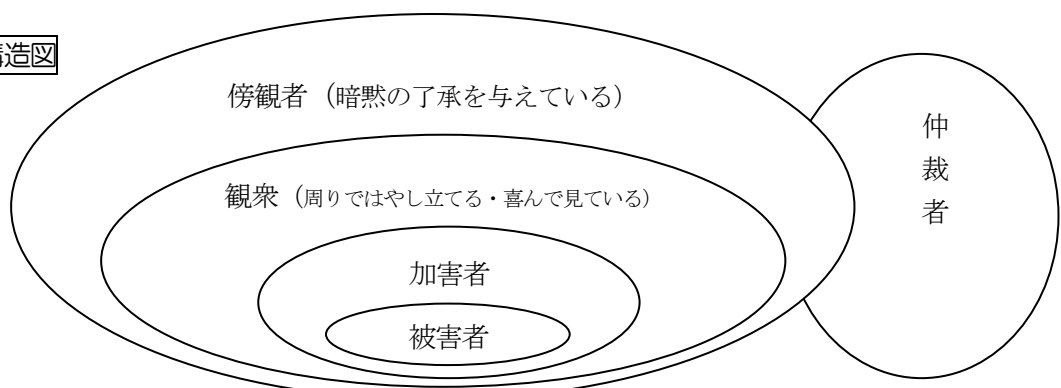 構造図
傍観者（暗黙の了承を与えている）
観衆（周りではやし立てる・喜んで見ている）
加害者
被害者
仲裁者